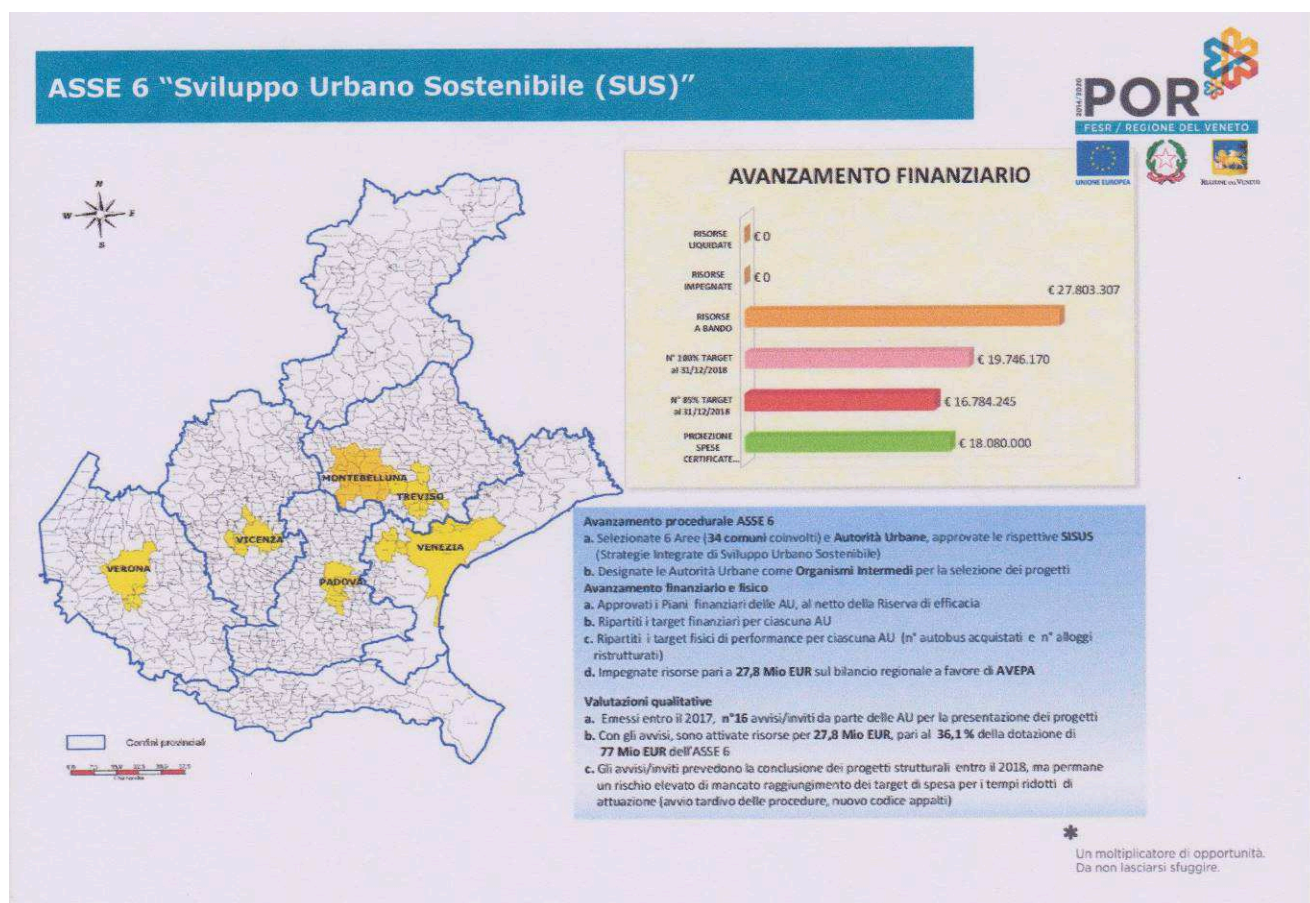 ASSE 6 “Sviluppo Urbano Sostenibile (SUS)”
2014/2020
POR
FESR / REGIONE DEL VENETO
UNIONE EUROPEA
REGIONE DEL VENETO
N
W
E
S
MONTEBELLUNA
TREVISO
VICENZA
VENEZIA
VERONA
PADOVA
Confini provinciali
AVANZAMENTO FINANZIARIO
RISORSE
LIQUIDATE
€ 0
RISORSE
IMPEGNATE
€ 0
RISORSE
A BANDO
€ 27.803.307
N° 100% TARGET
al 31/12/2018
€ 19.746.170
N° 85% TARGET
al 31/12/2018
€ 16.784.245
PROIEZIONE
SPESE
CERTIFICATE...
€ 18.080.000
Avanzamento procedurale ASSE 6
a. Selezionate 6 Aree (34 comuni coinvolti) e Autorità Urbane, approvate le rispettive SISUS
(Strategie Integrate di Sviluppo Urbano Sostenibile)
b. Designate le Autorità Urbane come Organismi Intermedi per la selezione dei progetti
Avanzamento finanziario e fisico
a. Approvati i Piani finanziari delle AU, al netto della Riserva di efficacia
b. Ripartiti i target finanziari per ciascuna AU
c. Ripartiti i target fisici di performance per ciascuna AU (n° autobus acquistati e n° alloggi
ristrutturati)
d. Impegnate risorse pari a 27,8 Mio EUR sul bilancio regionale a favore di AVEPA
Valutazioni qualitative
a. Emessi entro il 2017, n°16 avvisi/inviti da parte delle AU per la presentazione dei progetti
b. Con gli avvisi, sono attivate risorse per 27,8 Mio EUR, pari al 36,1 % della dotazione di
77 Mio EUR dell'ASSE 6
c. Gli avvisi/inviti prevedono la conclusione dei progetti strutturali entro il 2018, ma permane
un rischio elevato di mancato raggiungimento dei target di spesa per i tempi ridotti di
attuazione (avvio tardivo delle procedure, nuovo codice appalti)
*
Un moltiplicatore di opportunità.
Da non lasciarsi sfuggire.